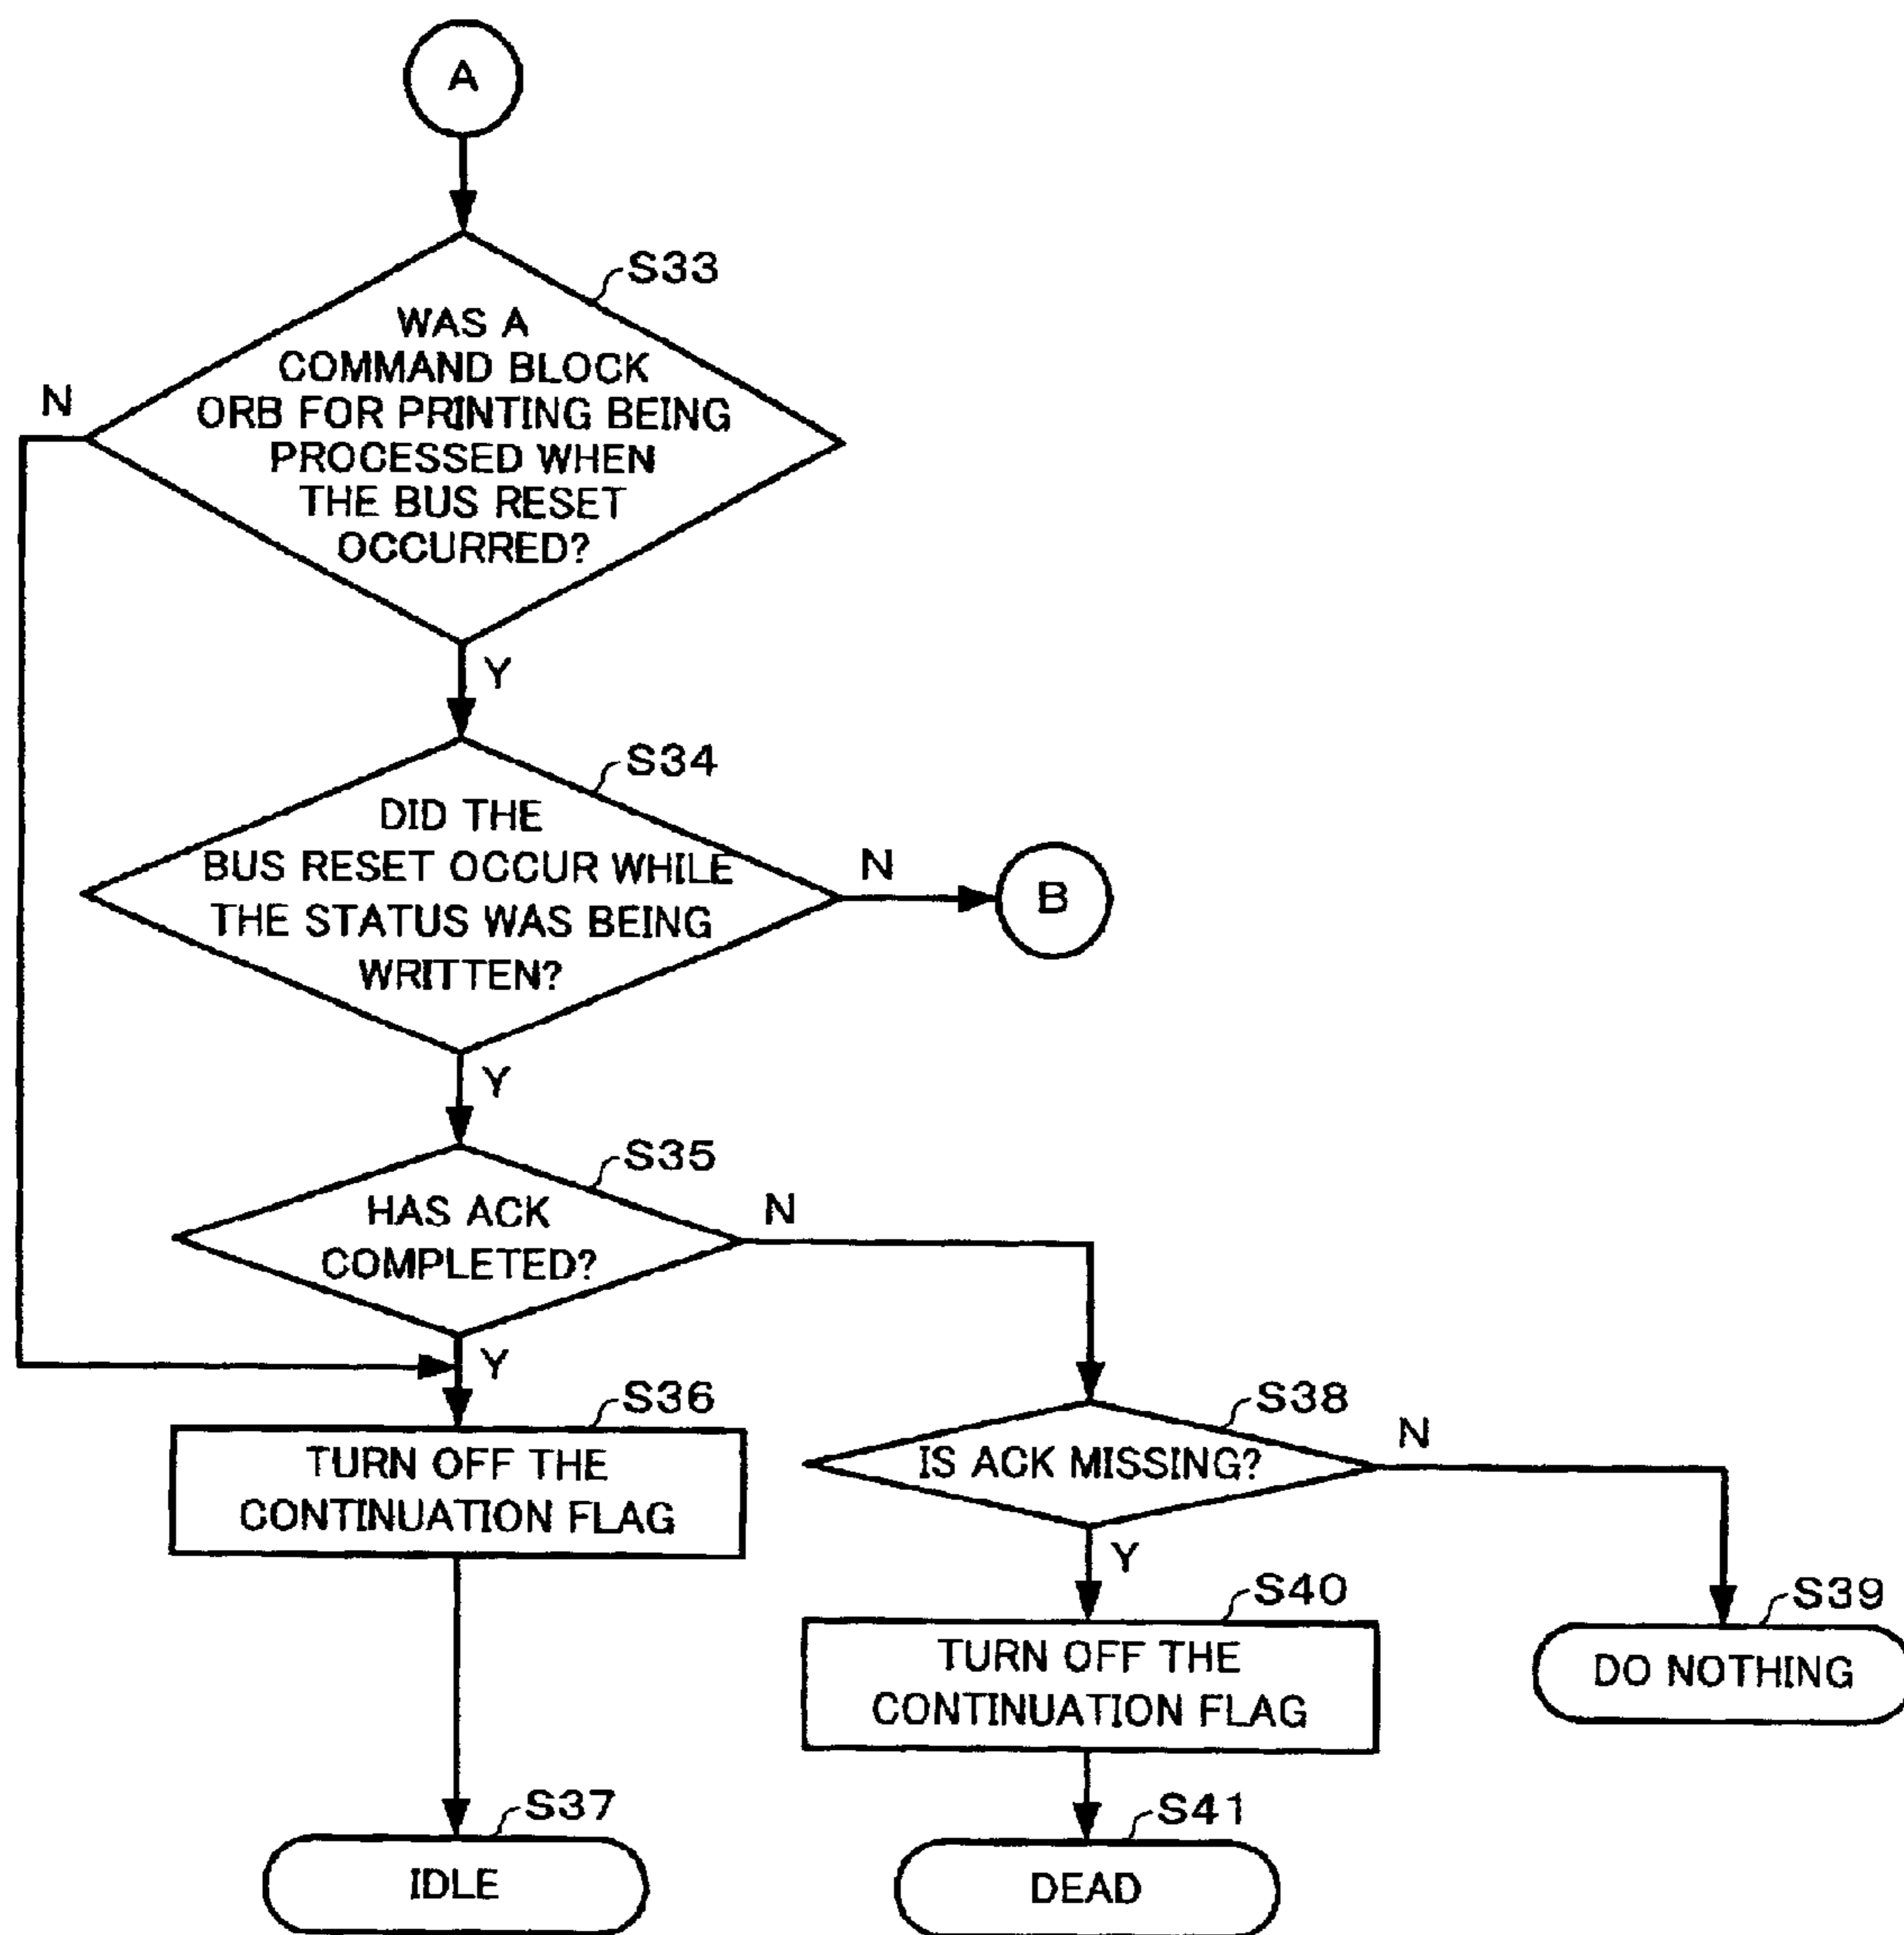 A
S33
WAS A
COMMAND BLOCK
ORB FOR PRINTING BEING
PROCESSED WHEN
THE BUS RESET
OCCURRED?
N
Y
S34
DID THE
BUS RESET OCCUR WHILE
THE STATUS WAS BEING
WRITTEN?
N
B
Y
S35
HAS ACK
COMPLETED?
N
Y
S36
TURN OFF THE
CONTINUATION FLAG
S38
IS ACK MISSING?
N
Y
S40
TURN OFF THE
CONTINUATION FLAG
S39
DO NOTHING
S37
IDLE
S41
DEAD